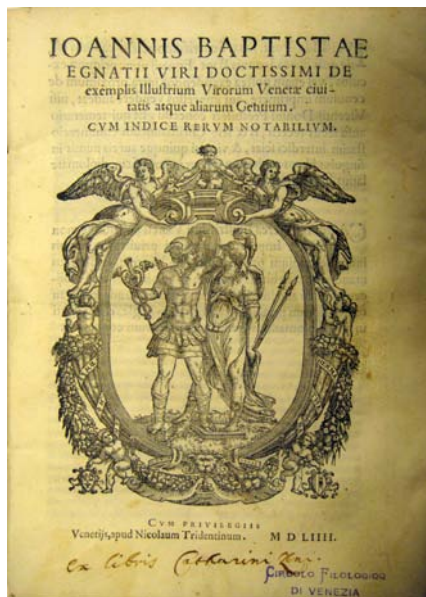 IOANNIS BAPTISTAE
EGNATII VIRI DOCTISSIMI DE
exemplis Illustrium Virorum Venetæ ciui-
tatis atque aliarum Gentium.
CVM INDICE RERVM NOTABILIVM.
CVM PRIVILEGIIS
Venetijs, apud Nicolaum Tridentinum. M D LIIII.
ex libris Catharini
CIRCOLO FILOLOGICO
DI VENEZIA